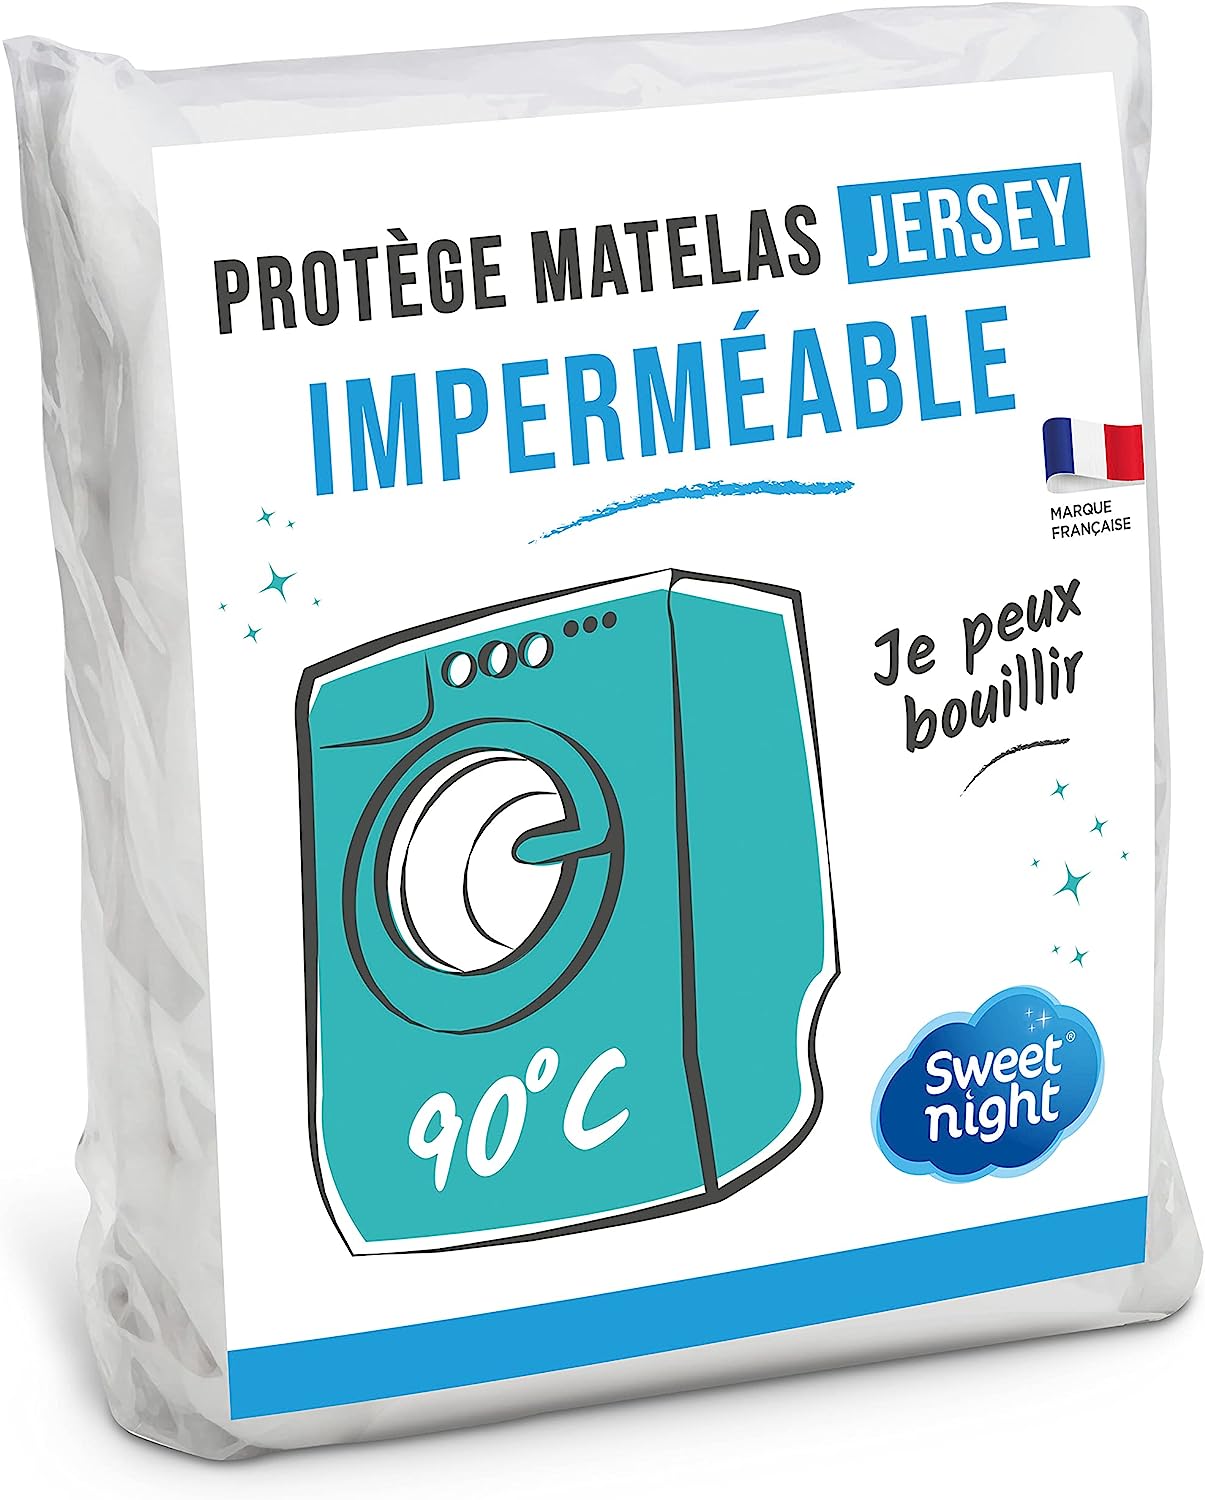 PROTÈGE MATELAS JERSEY
IMPERMÉABLE
MARQUE
FRANÇAISE
Je peux
bouillir
90°C
Sweet®
night